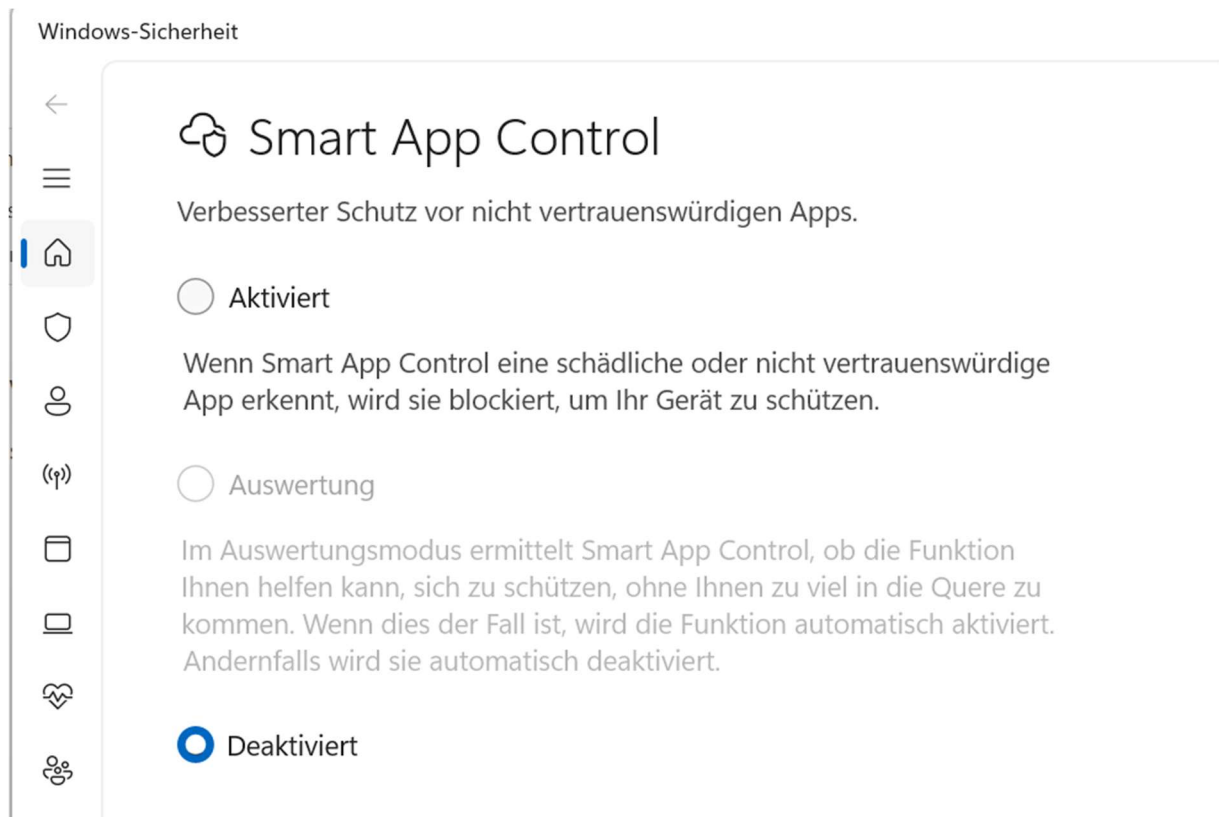 Windows-Sicherheit
Smart App Control
Verbesserter Schutz vor nicht vertrauenswürdigen Apps.
Aktiviert
Wenn Smart App Control eine schädliche oder nicht vertrauenswürdige
App erkennt, wird sie blockiert, um Ihr Gerät zu schützen.
Auswertung
Im Auswertungsmodus ermittelt Smart App Control, ob die Funktion
Ihnen helfen kann, sich zu schützen, ohne Ihnen zu viel in die Quere zu
kommen. Wenn dies der Fall ist, wird die Funktion automatisch aktiviert.
Andernfalls wird sie automatisch deaktiviert.
Deaktiviert